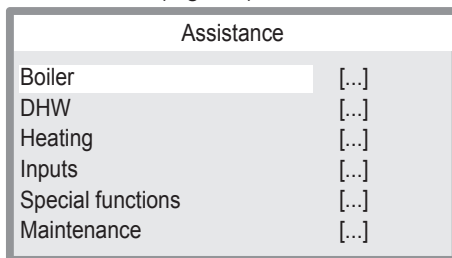 Assistance
Boiler [...]
DHW [...]
Heating [...]
Inputs [...]
Special functions [...]
Maintenance [...]